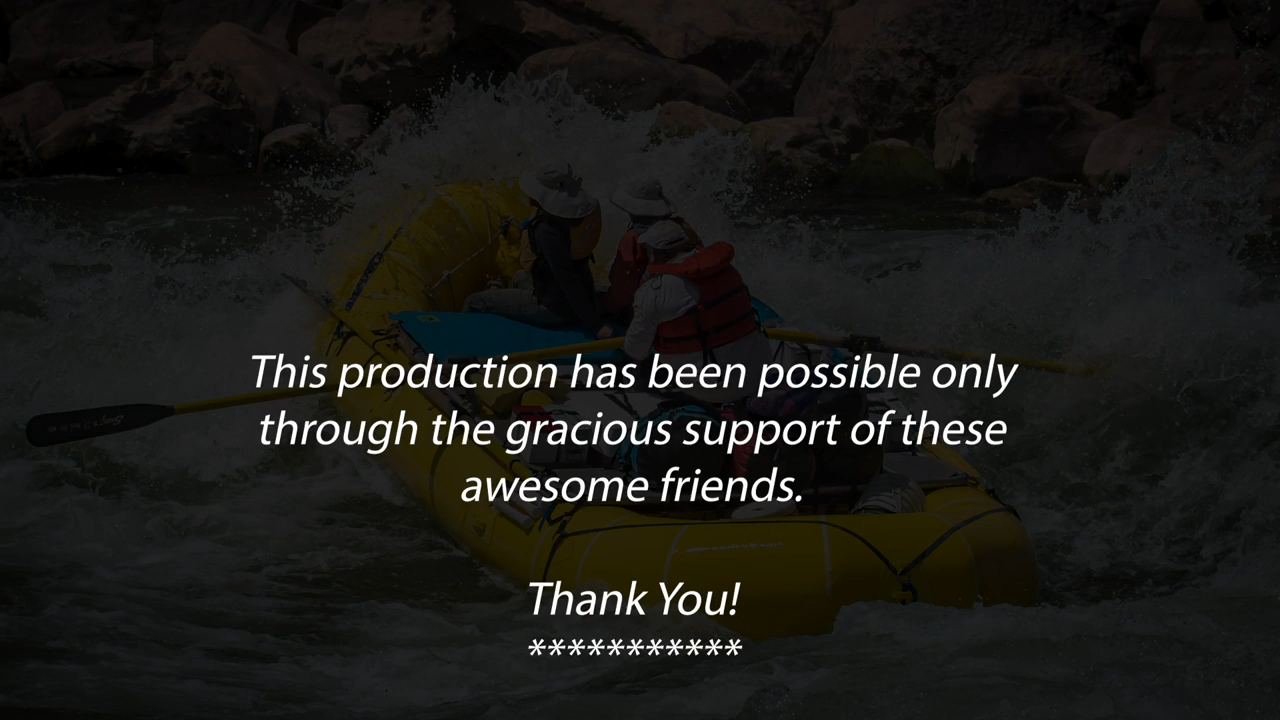 This production has been possible only
through the gracious support of these
awesome friends.
Thank You!
***********